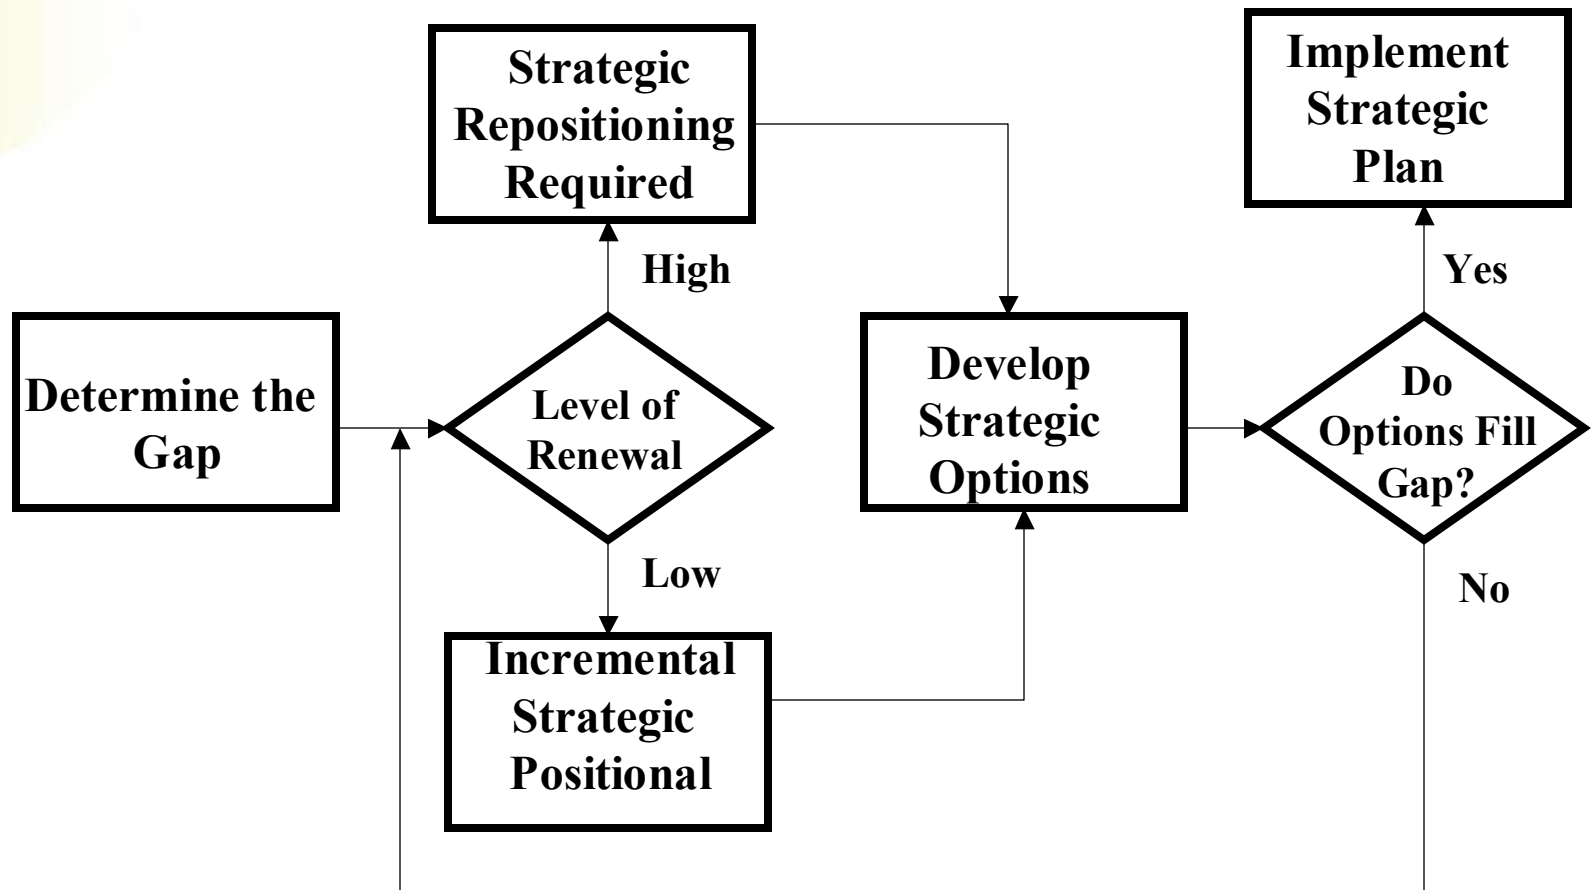 Determine the
Gap
Level of
Renewal
High
Strategic
Repositioning
Required
Low
Incremental
Strategic
Positional
Develop
Strategic
Options
Do
Options Fill
Gap?
Yes
Implement
Strategic
Plan
No